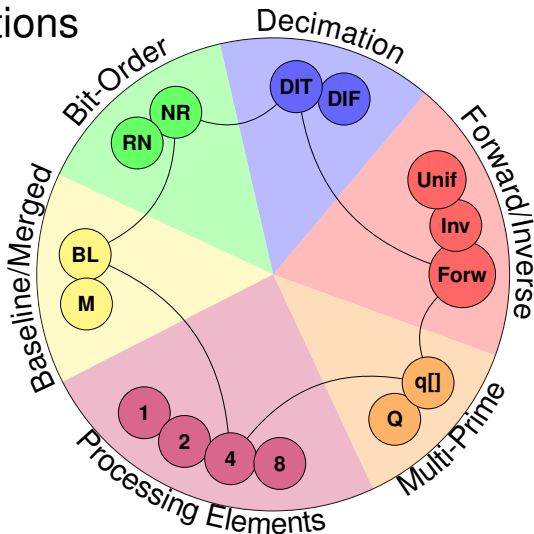 tions
Decimation
Bit-Order
DIT
DIF
NR
RN
Forward/Inverse
Unif
Inv
Forw
Baseline/Merged
BL
M
q[]
Q
Multi-Prime
1
2
4
8
Processing Elements